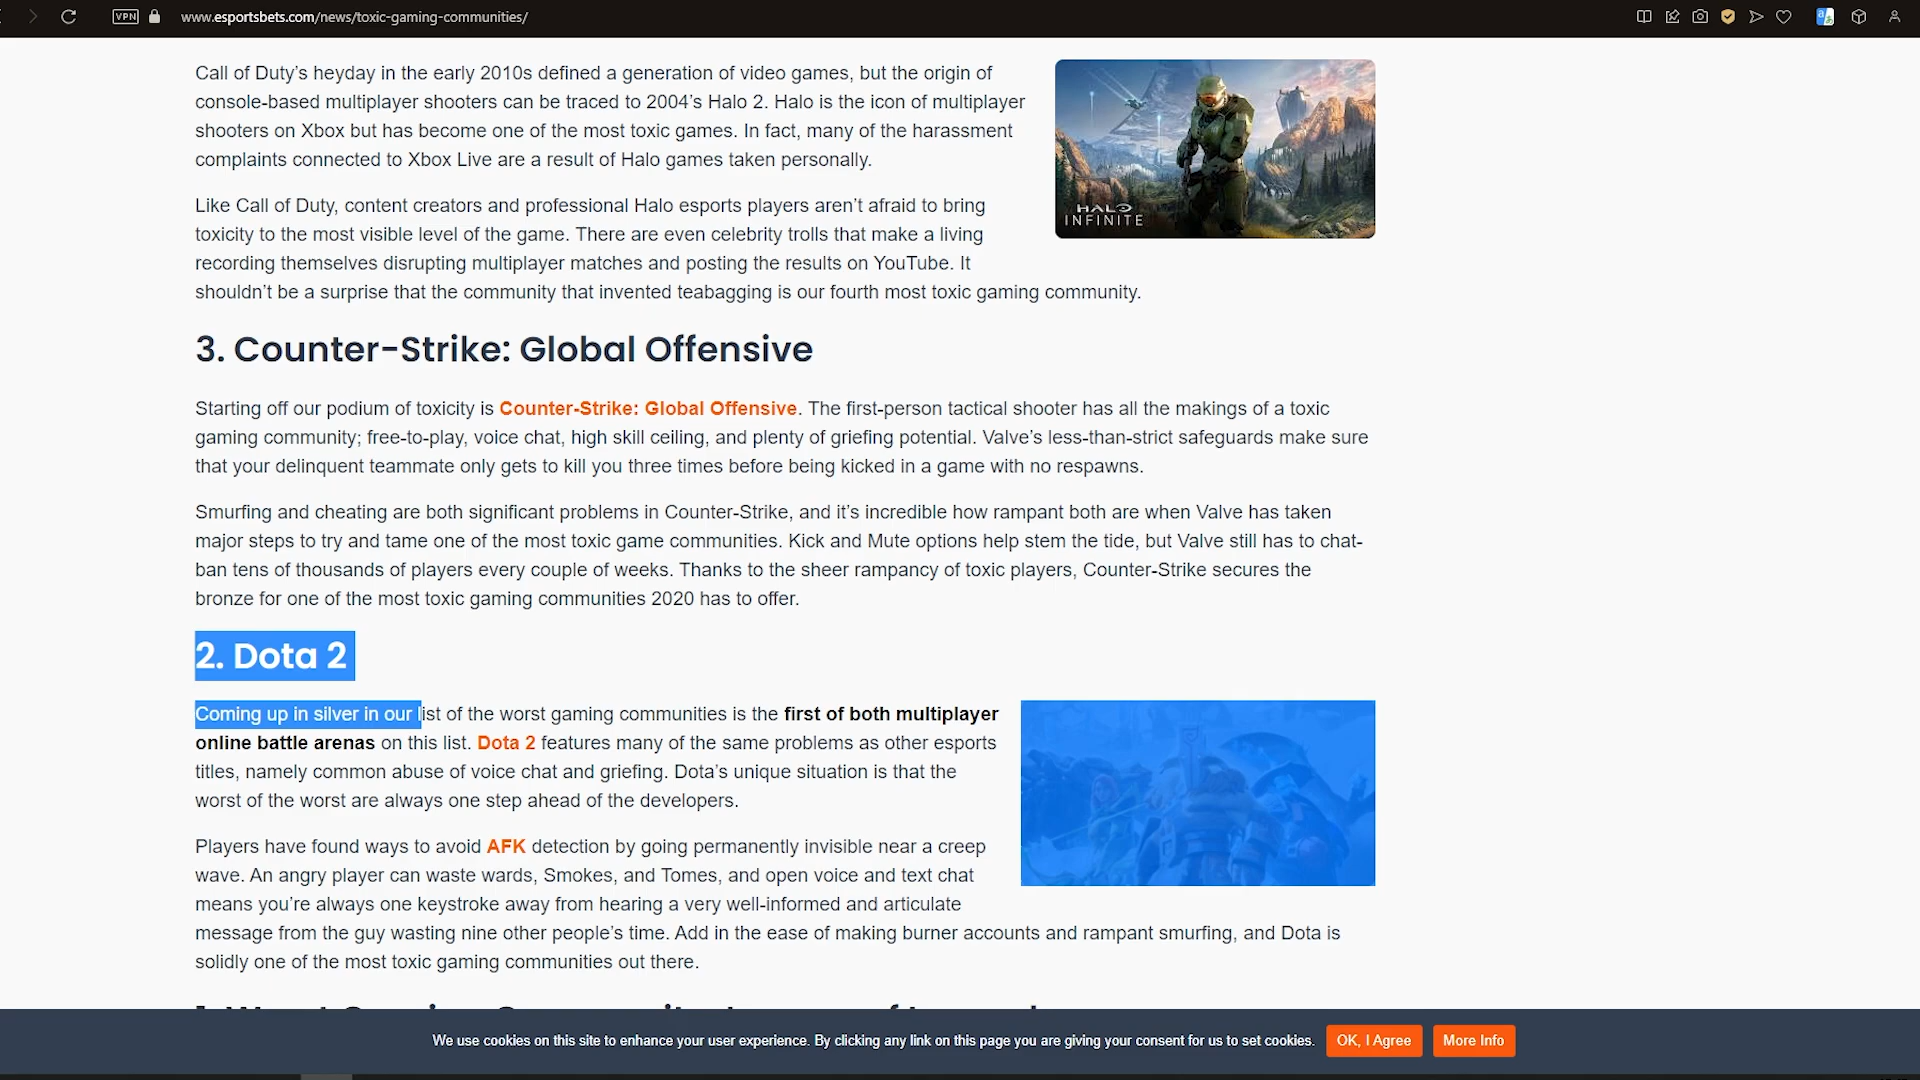 VPN
www.esportsbets.com/news/toxic-gaming-communities/
Call of Duty’s heyday in the early 2010s defined a generation of video games, but the origin of
console-based multiplayer shooters can be traced to 2004’s Halo 2. Halo is the icon of multiplayer
shooters on Xbox but has become one of the most toxic games. In fact, many of the harassment
complaints connected to Xbox Live are a result of Halo games taken personally.
HALO
INFINITE
Like Call of Duty, content creators and professional Halo esports players aren’t afraid to bring
toxicity to the most visible level of the game. There are even celebrity trolls that make a living
recording themselves disrupting multiplayer matches and posting the results on YouTube. It
shouldn’t be a surprise that the community that invented teabagging is our fourth most toxic gaming community.
3. Counter-Strike: Global Offensive
Starting off our podium of toxicity is Counter-Strike: Global Offensive. The first-person tactical shooter has all the makings of a toxic
gaming community; free-to-play, voice chat, high skill ceiling, and plenty of griefing potential. Valve’s less-than-strict safeguards make sure
that your delinquent teammate only gets to kill you three times before being kicked in a game with no respawns.
Smurfing and cheating are both significant problems in Counter-Strike, and it’s incredible how rampant both are when Valve has taken
major steps to try and tame one of the most toxic game communities. Kick and Mute options help stem the tide, but Valve still has to chat-
ban tens of thousands of players every couple of weeks. Thanks to the sheer rampancy of toxic players, Counter-Strike secures the
bronze for one of the most toxic gaming communities 2020 has to offer.
2. Dota 2
Coming up in silver in our list of the worst gaming communities is the first of both multiplayer
online battle arenas on this list. Dota 2 features many of the same problems as other esports
titles, namely common abuse of voice chat and griefing. Dota’s unique situation is that the
worst of the worst are always one step ahead of the developers.
Players have found ways to avoid AFK detection by going permanently invisible near a creep
wave. An angry player can waste wards, Smokes, and Tomes, and open voice and text chat
means you’re always one keystroke away from hearing a very well-informed and articulate
message from the guy wasting nine other people’s time. Add in the ease of making burner accounts and rampant smurfing, and Dota is
solidly one of the most toxic gaming communities out there.
We use cookies on this site to enhance your user experience. By clicking any link on this page you are giving your consent for us to set cookies.
OK, I Agree
More Info